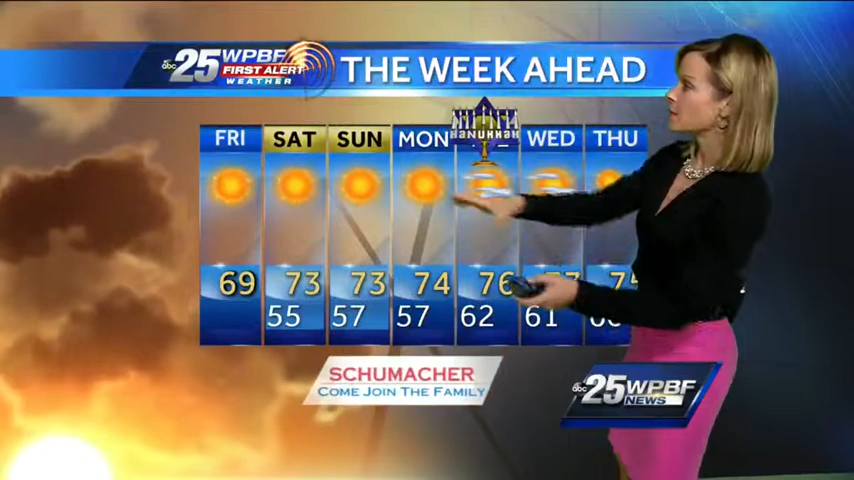 abc 25 WPBF
FIRST ALERT
WEATHER
THE WEEK AHEAD
HANUKKAH
FRI SAT SUN MON WED THU
69 73 73 74 76
55 57 57 62 61
SCHUMACHER
COME JOIN THE FAMILY
abc 25 WPBF
NEWS